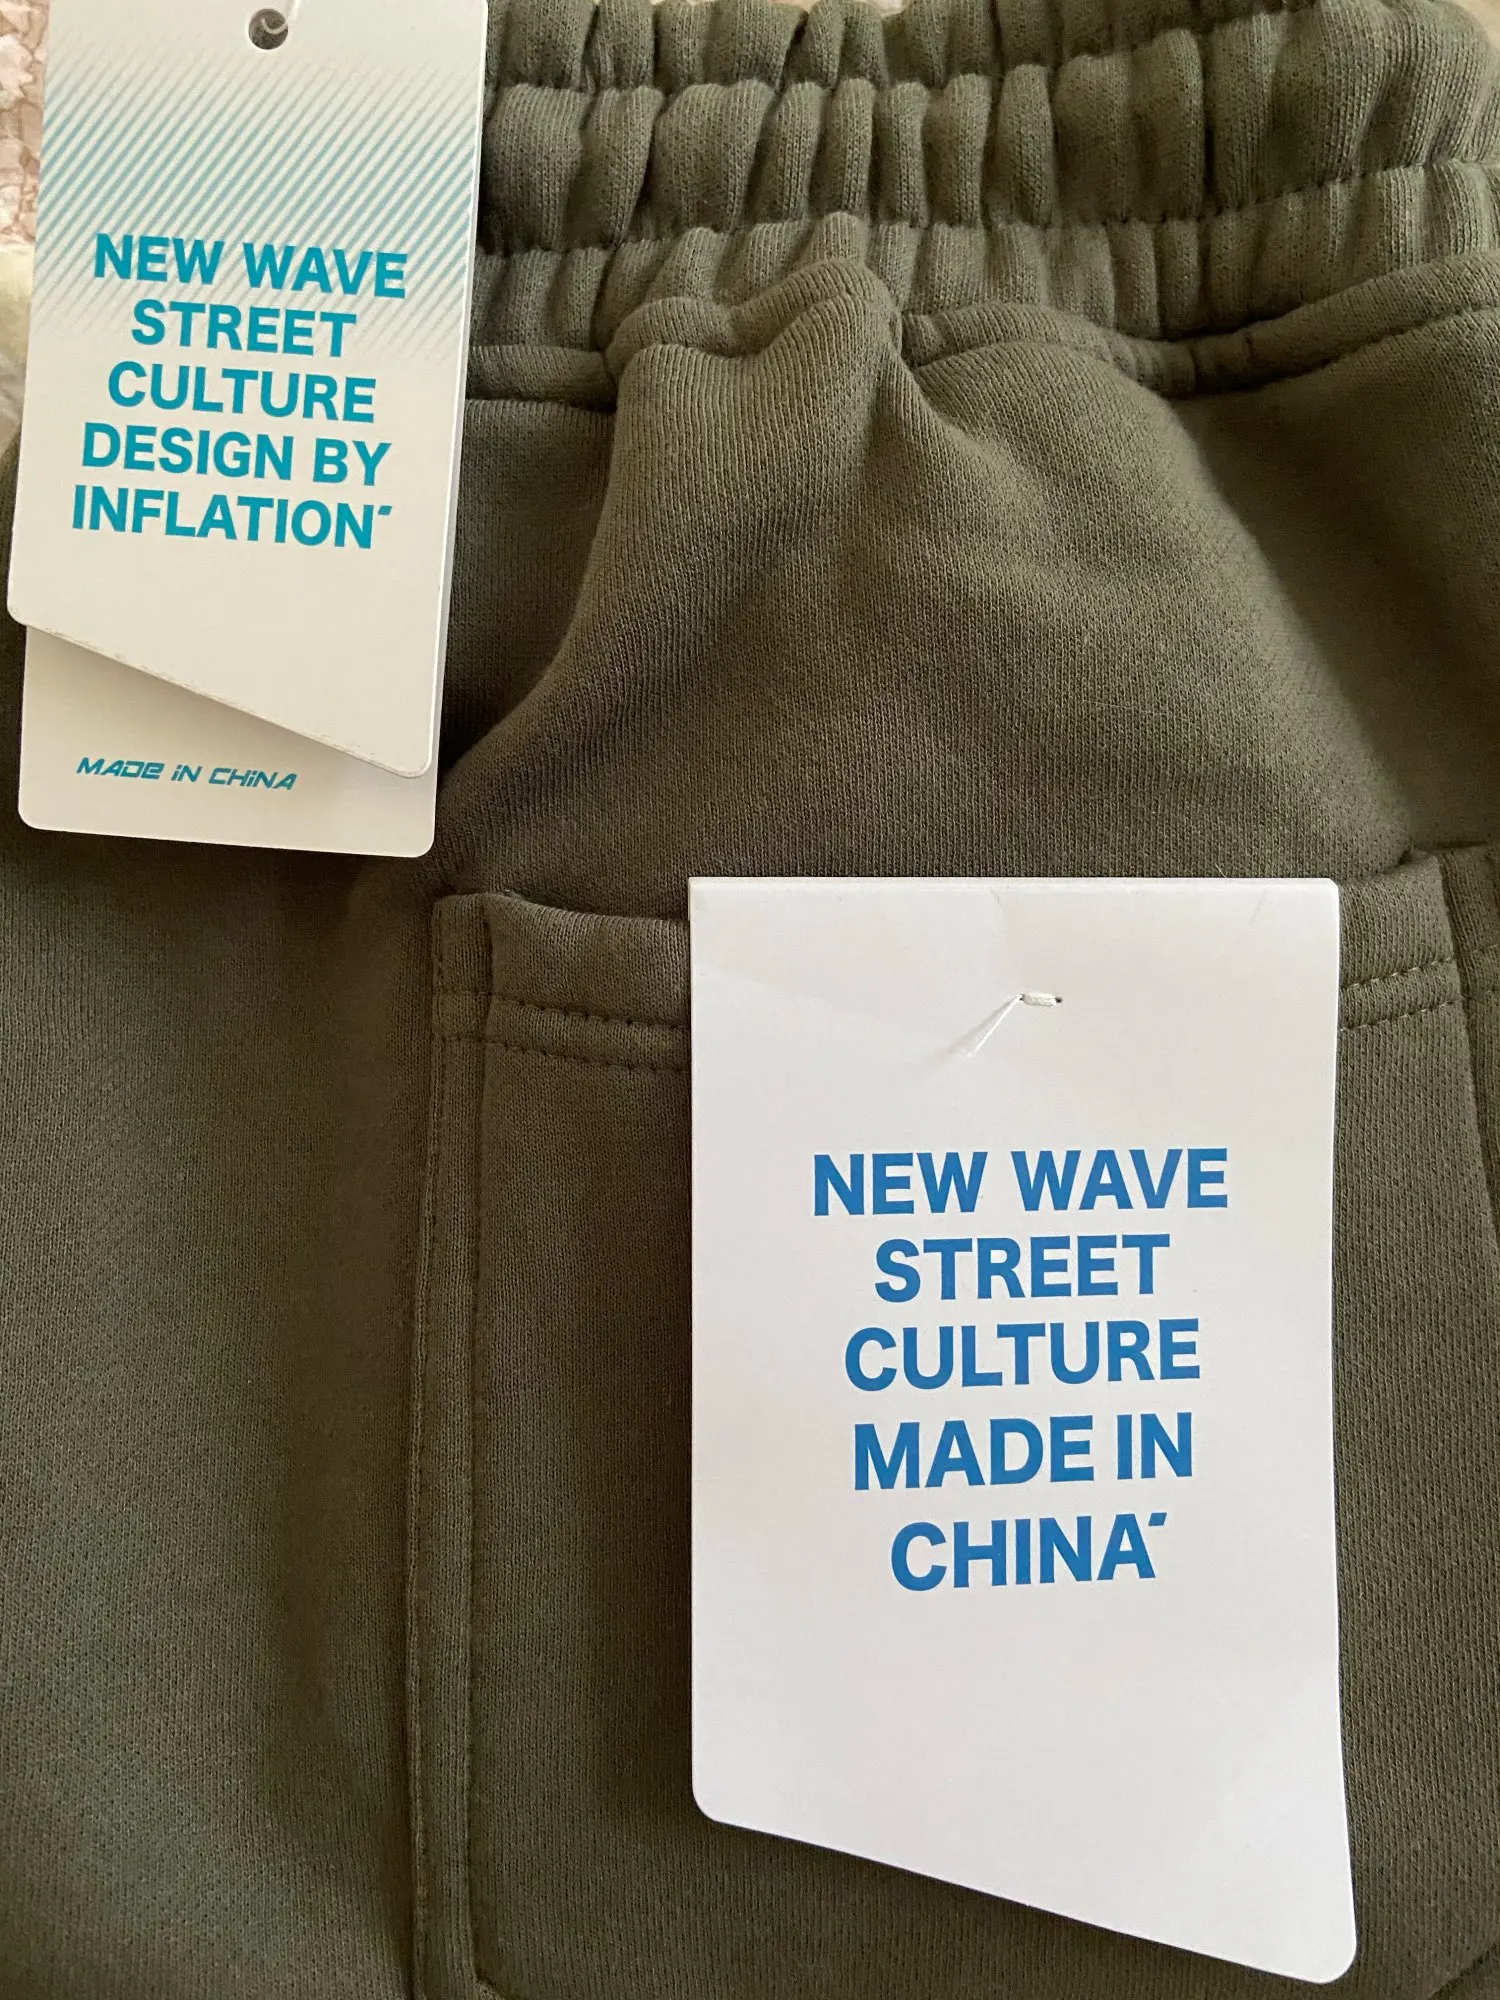 NEW WAVE
STREET
CULTURE
DESIGN BY
INFLATION
MADE IN CHINA
NEW WAVE
STREET
CULTURE
MADE IN
CHINA